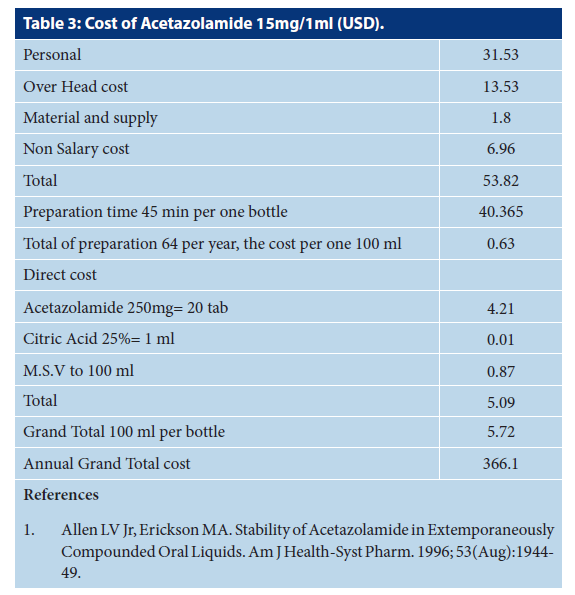 Table 3: Cost of Acetazolamide 15mg/1ml (USD).
Personal 31.53
Over Head cost 13.53
Material and supply 1.8
Non Salary cost 6.96
Total 53.82
Preparation time 45 min per one bottle 40.365
Total of preparation 64 per year, the cost per one 100 ml 0.63
Direct cost
Acetazolamide 250mg= 20 tab 4.21
Citric Acid 25%= 1 ml 0.01
M.S.V to 100 ml 0.87
Total 5.09
Grand Total 100 ml per bottle 5.72
Annual Grand Total cost 366.1
References
1. Allen LV Jr, Erickson MA. Stability of Acetazolamide in Extemporaneously
Compounded Oral Liquids. Am J Health-Syst Pharm. 1996; 53(Aug):1944-
49.